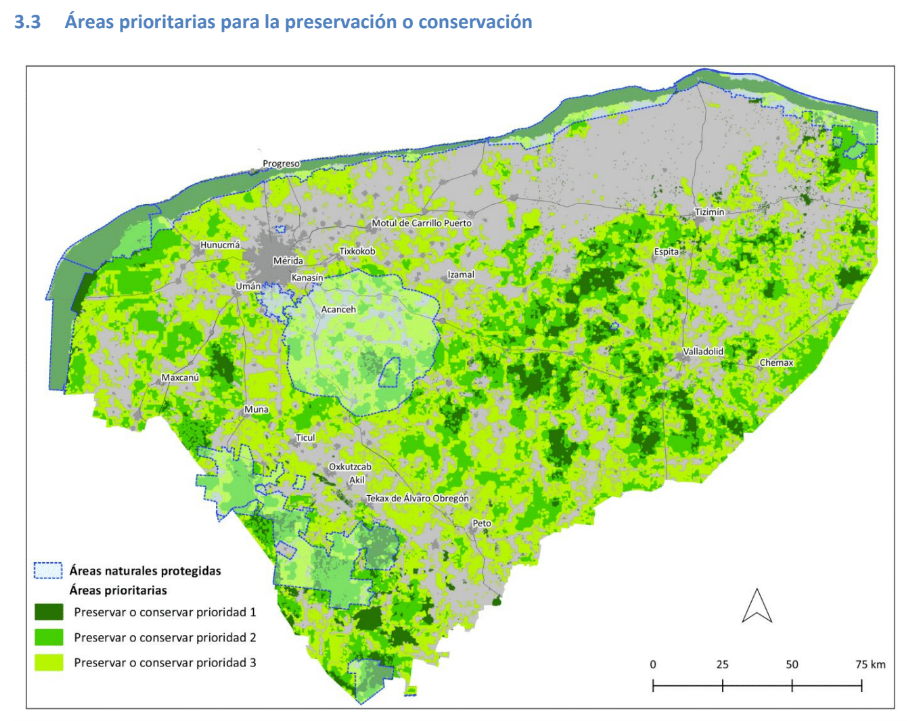 3.3 Áreas prioritarias para la preservación o conservación
Progreso
Tizimín
Motul de Carrillo Puerto
Hunucmá
Tixkokob
Espita
Mérida
Izamal
Kanasín
Umán
Acanceh
Valladolid
Chemax
Maxcanú
Muna
Ticul
Oxkutzcab
Akil
Tekax de Álvaro Obregón
Peto
Áreas naturales protegidas
Áreas prioritarias
Preservar o conservar prioridad 1
Preservar o conservar prioridad 2
Preservar o conservar prioridad 3
0 25 50 75 km